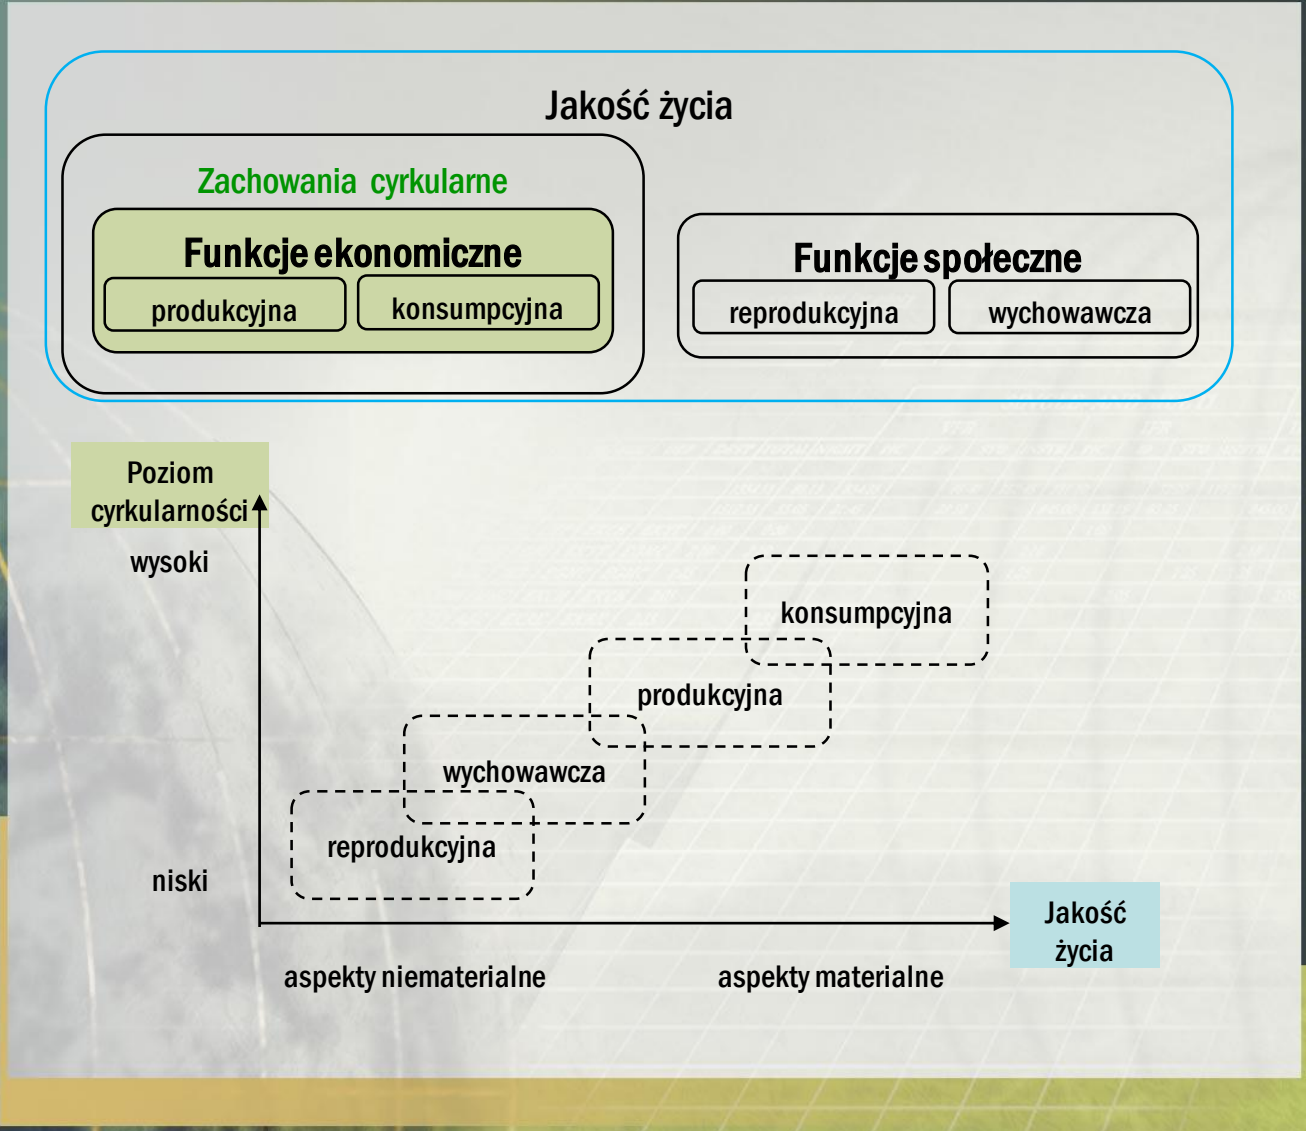 Jakość życia
Zachowania cyrkularne
Funkcje ekonomiczne
produkcyjna
konsumpcyjna
Funkcje społeczne
reprodukcyjna
wychowawcza
Poziom
cyrkularności
wysoki
konsumpcyjna
produkcyjna
wychowawcza
reprodukcyjna
niski
Jakość
życia
aspekty niematerialne
aspekty materialne